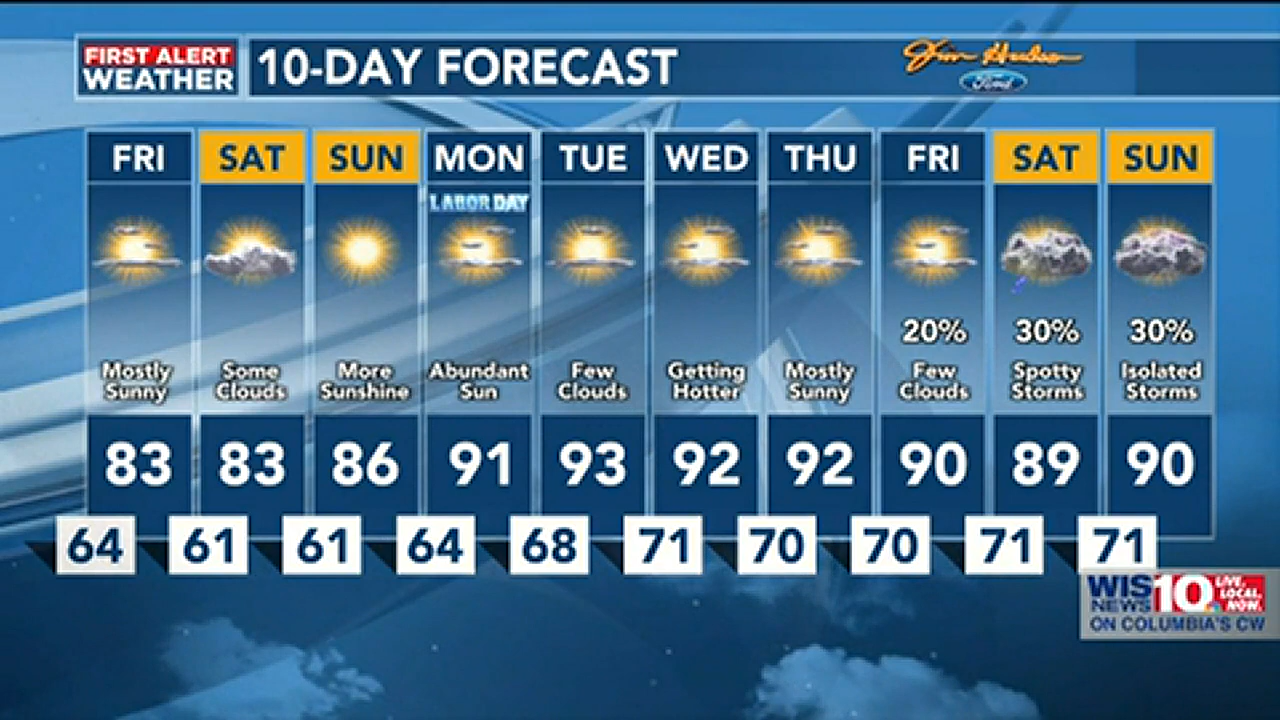 FIRST ALERT
WEATHER
10-DAY FORECAST
Jim Hudson
Ford
FRI SAT SUN MON TUE WED THU FRI SAT SUN
LABOR DAY
20% 30% 30%
Mostly Some More Abundant Few Getting Mostly Few Spotty Isolated
Sunny Clouds Sunshine Sun Clouds Hotter Sunny Clouds Storms Storms
83 83 86 91 93 92 92 90 89 90
64 61 61 64 68 71 70 70 71 71
WIS
NEWS
10
LIVE.
LOCAL.
NOW.
ON COLUMBIA'S CW